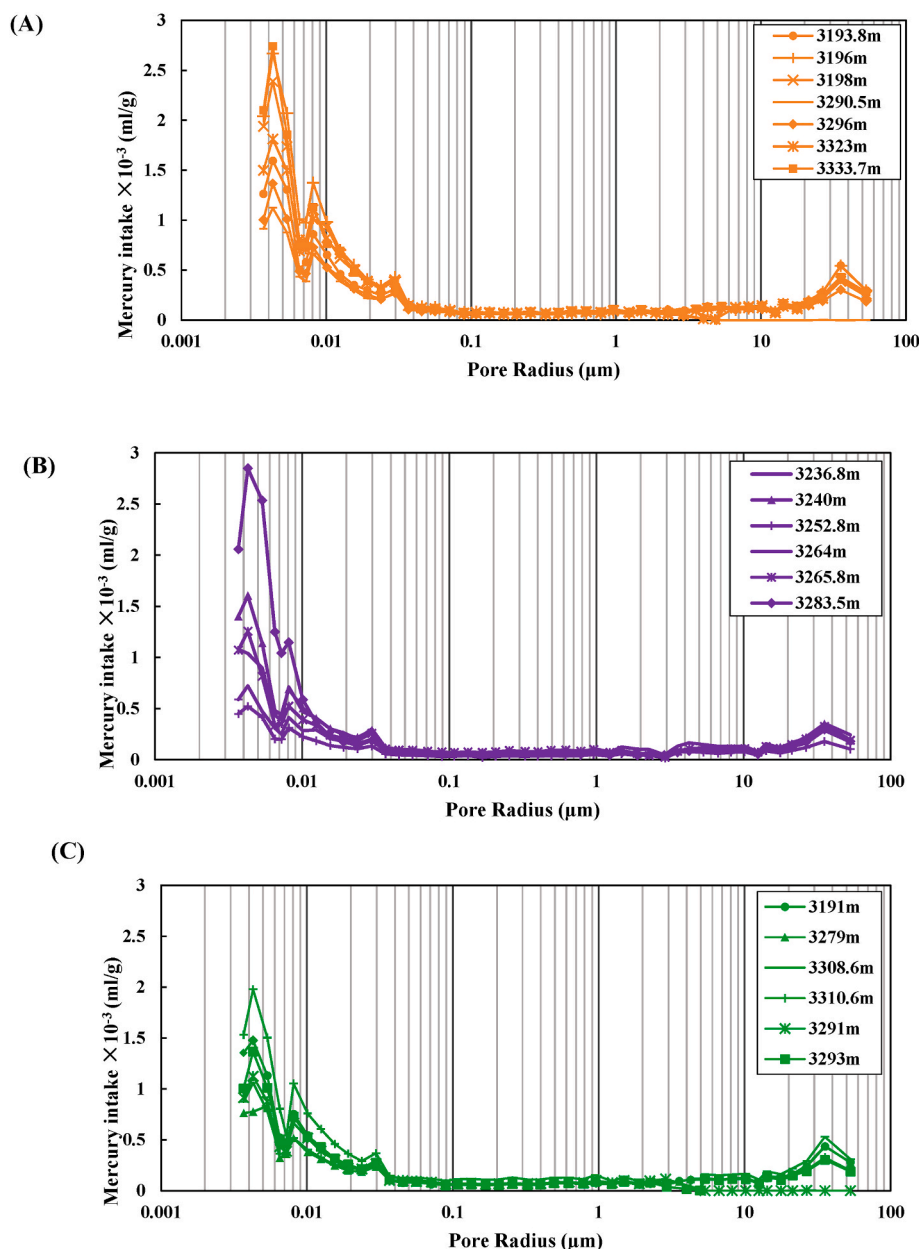 (A)
3
2.5
2
1.5
1
0.5
0
Mercury intake ×10⁻³ (ml/g)
0.001 0.01 0.1 1 10 100
Pore Radius (μm)
3193.8m
3196m
3198m
3290.5m
3296m
3323m
3333.7m
(B)
3
2.5
2
1.5
1
0.5
0
Mercury intake ×10⁻³ (ml/g)
0.001 0.01 0.1 1 10 100
Pore Radius (μm)
3236.8m
3240m
3252.8m
3264m
3265.8m
3283.5m
(C)
3
2.5
2
1.5
1
0.5
0
Mercury intake ×10⁻³ (ml/g)
0.001 0.01 0.1 1 10 100
Pore Radius (μm)
3191m
3279m
3308.6m
3310.6m
3291m
3293m